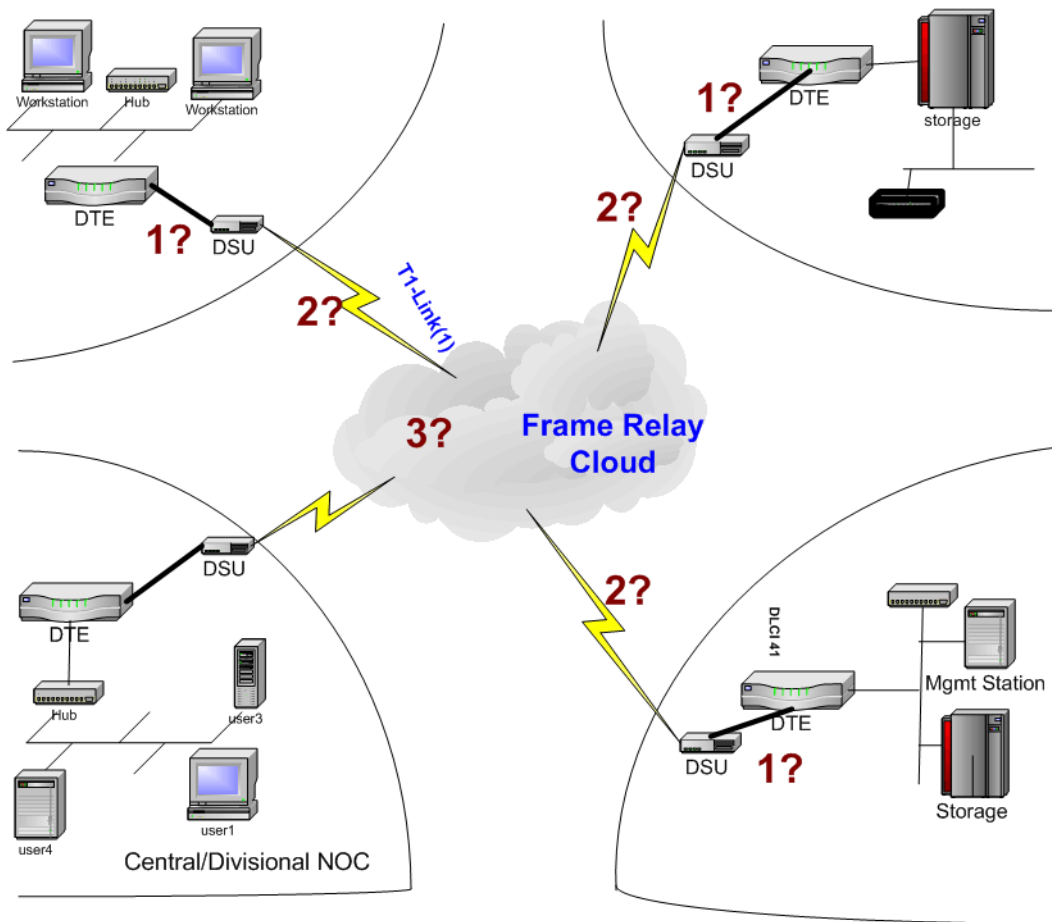 Workstation
Hub
Workstation
DTE
1?
DSU
2?
T1-Link(1)
DTE
1?
storage
DSU
2?
3?
Frame Relay
Cloud
DSU
DTE
Hub
user3
user4
user1
Central/Divisional NOC
2?
DLCI 41
Mgmt Station
DTE
DSU
1?
Storage